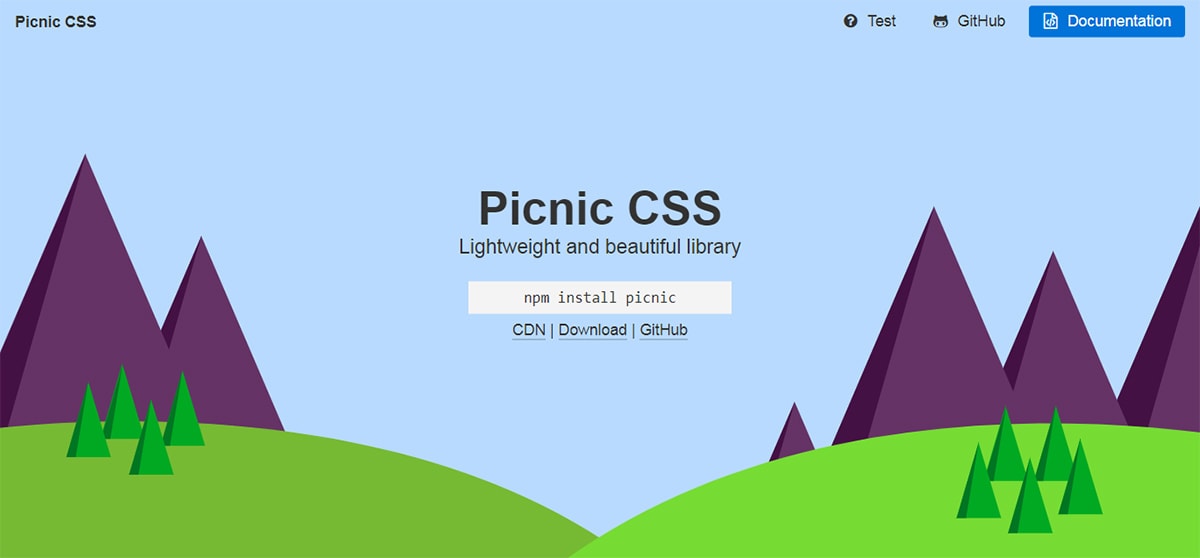 Picnic CSS Test GitHub Documentation
Picnic CSS
Lightweight and beautiful library
npm install picnic
CDN | Download | GitHub